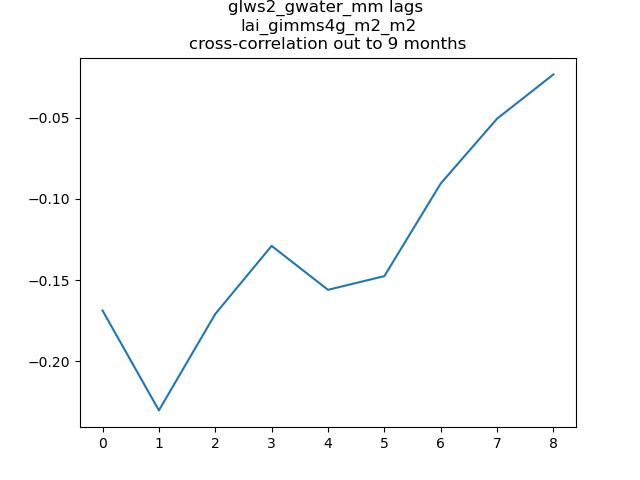 glws2_gwater_mm lags
lai_gimms4g_m2_m2
cross-correlation out to 9 months
−0.05
−0.10
−0.15
−0.20
0 1 2 3 4 5 6 7 8